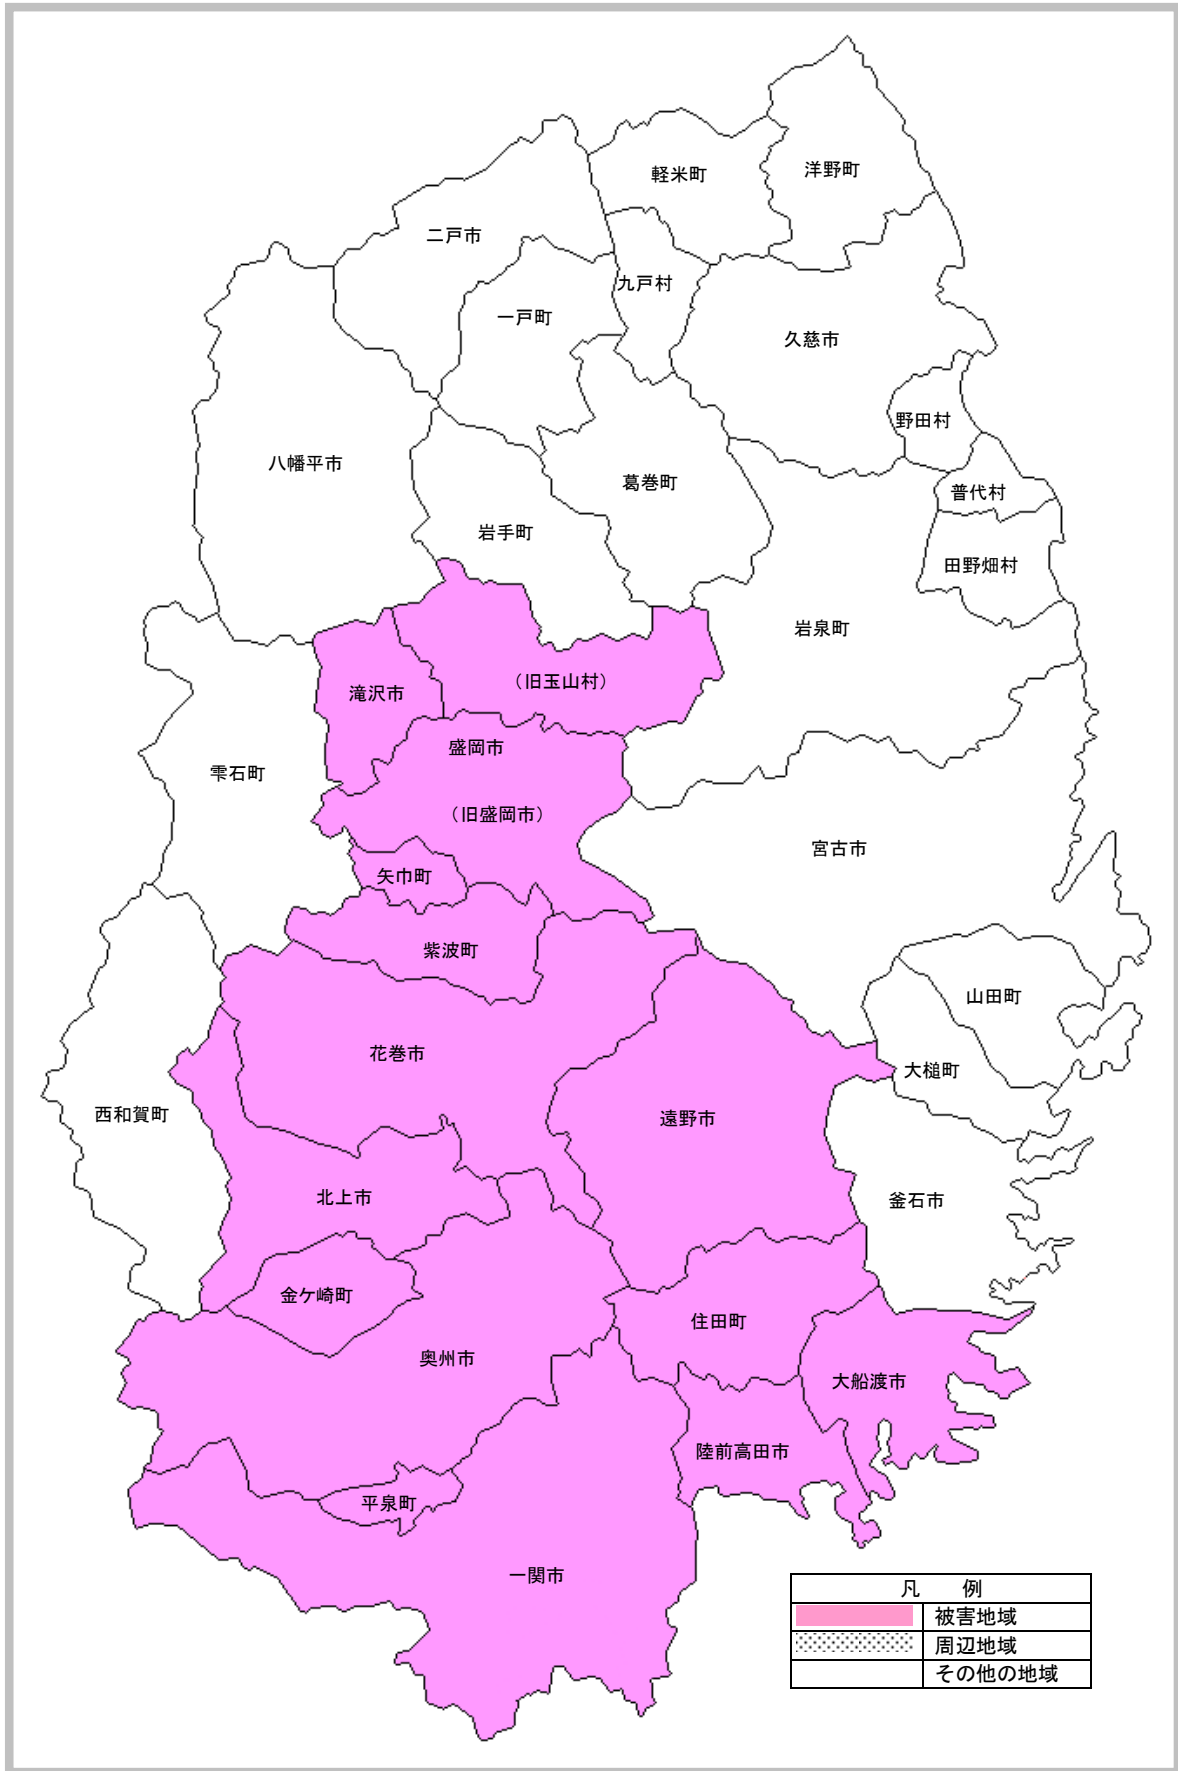 洋野町
軽米町
二戸市
九戸村
一戸町
久慈市
野田村
八幡平市
葛巻町
普代村
岩手町
田野畑村
岩泉町
（旧玉山村）
滝沢市
盛岡市
雫石町
（旧盛岡市）
宮古市
矢巾町
紫波町
山田町
花巻市
大槌町
西和賀町
遠野市
北上市
釜石市
金ケ崎町
住田町
奥州市
大船渡市
陸前高田市
平泉町
一関市
凡　例
被害地域
周辺地域
その他の地域